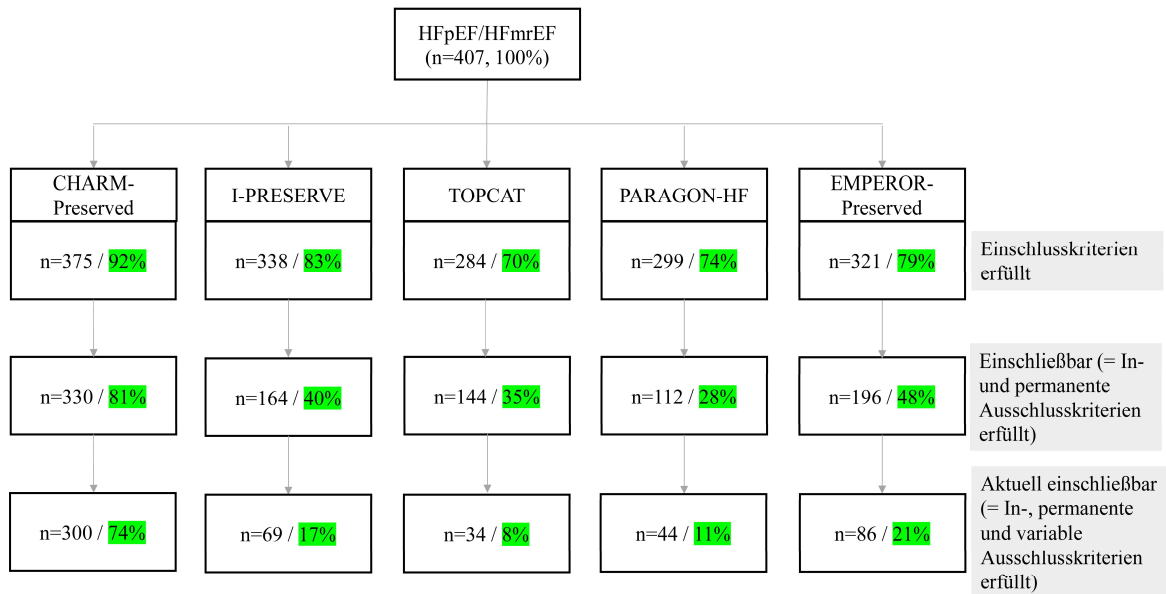 HFpEF/HFmrEF
(n=407, 100%)
CHARM-
Preserved
I-PRESERVE
TOPCAT
PARAGON-HF
EMPEROR-
Preserved
n=375 / 92%
n=338 / 83%
n=284 / 70%
n=299 / 74%
n=321 / 79%
Einschlusskriterien
erfüllt
n=330 / 81%
n=164 / 40%
n=144 / 35%
n=112 / 28%
n=196 / 48%
Einschließbar (= In-
und permanente
Ausschlusskriterien
erfüllt)
n=300 / 74%
n=69 / 17%
n=34 / 8%
n=44 / 11%
n=86 / 21%
Aktuell einschließbar
(= In-, permanente
und variable
Ausschlusskriterien
erfüllt)